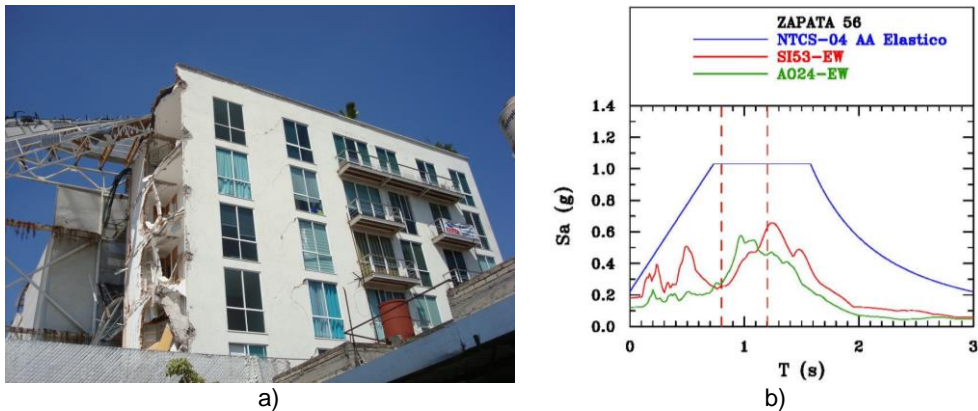 ZAPATA 56
NTCS-04 AA Elastico
SI53-EW
AO24-EW
1.4
1.2
1.0
0.8
0.6
0.4
0.2
0.0
Sa (g)
0 1 2 3
T (s)
a) b)